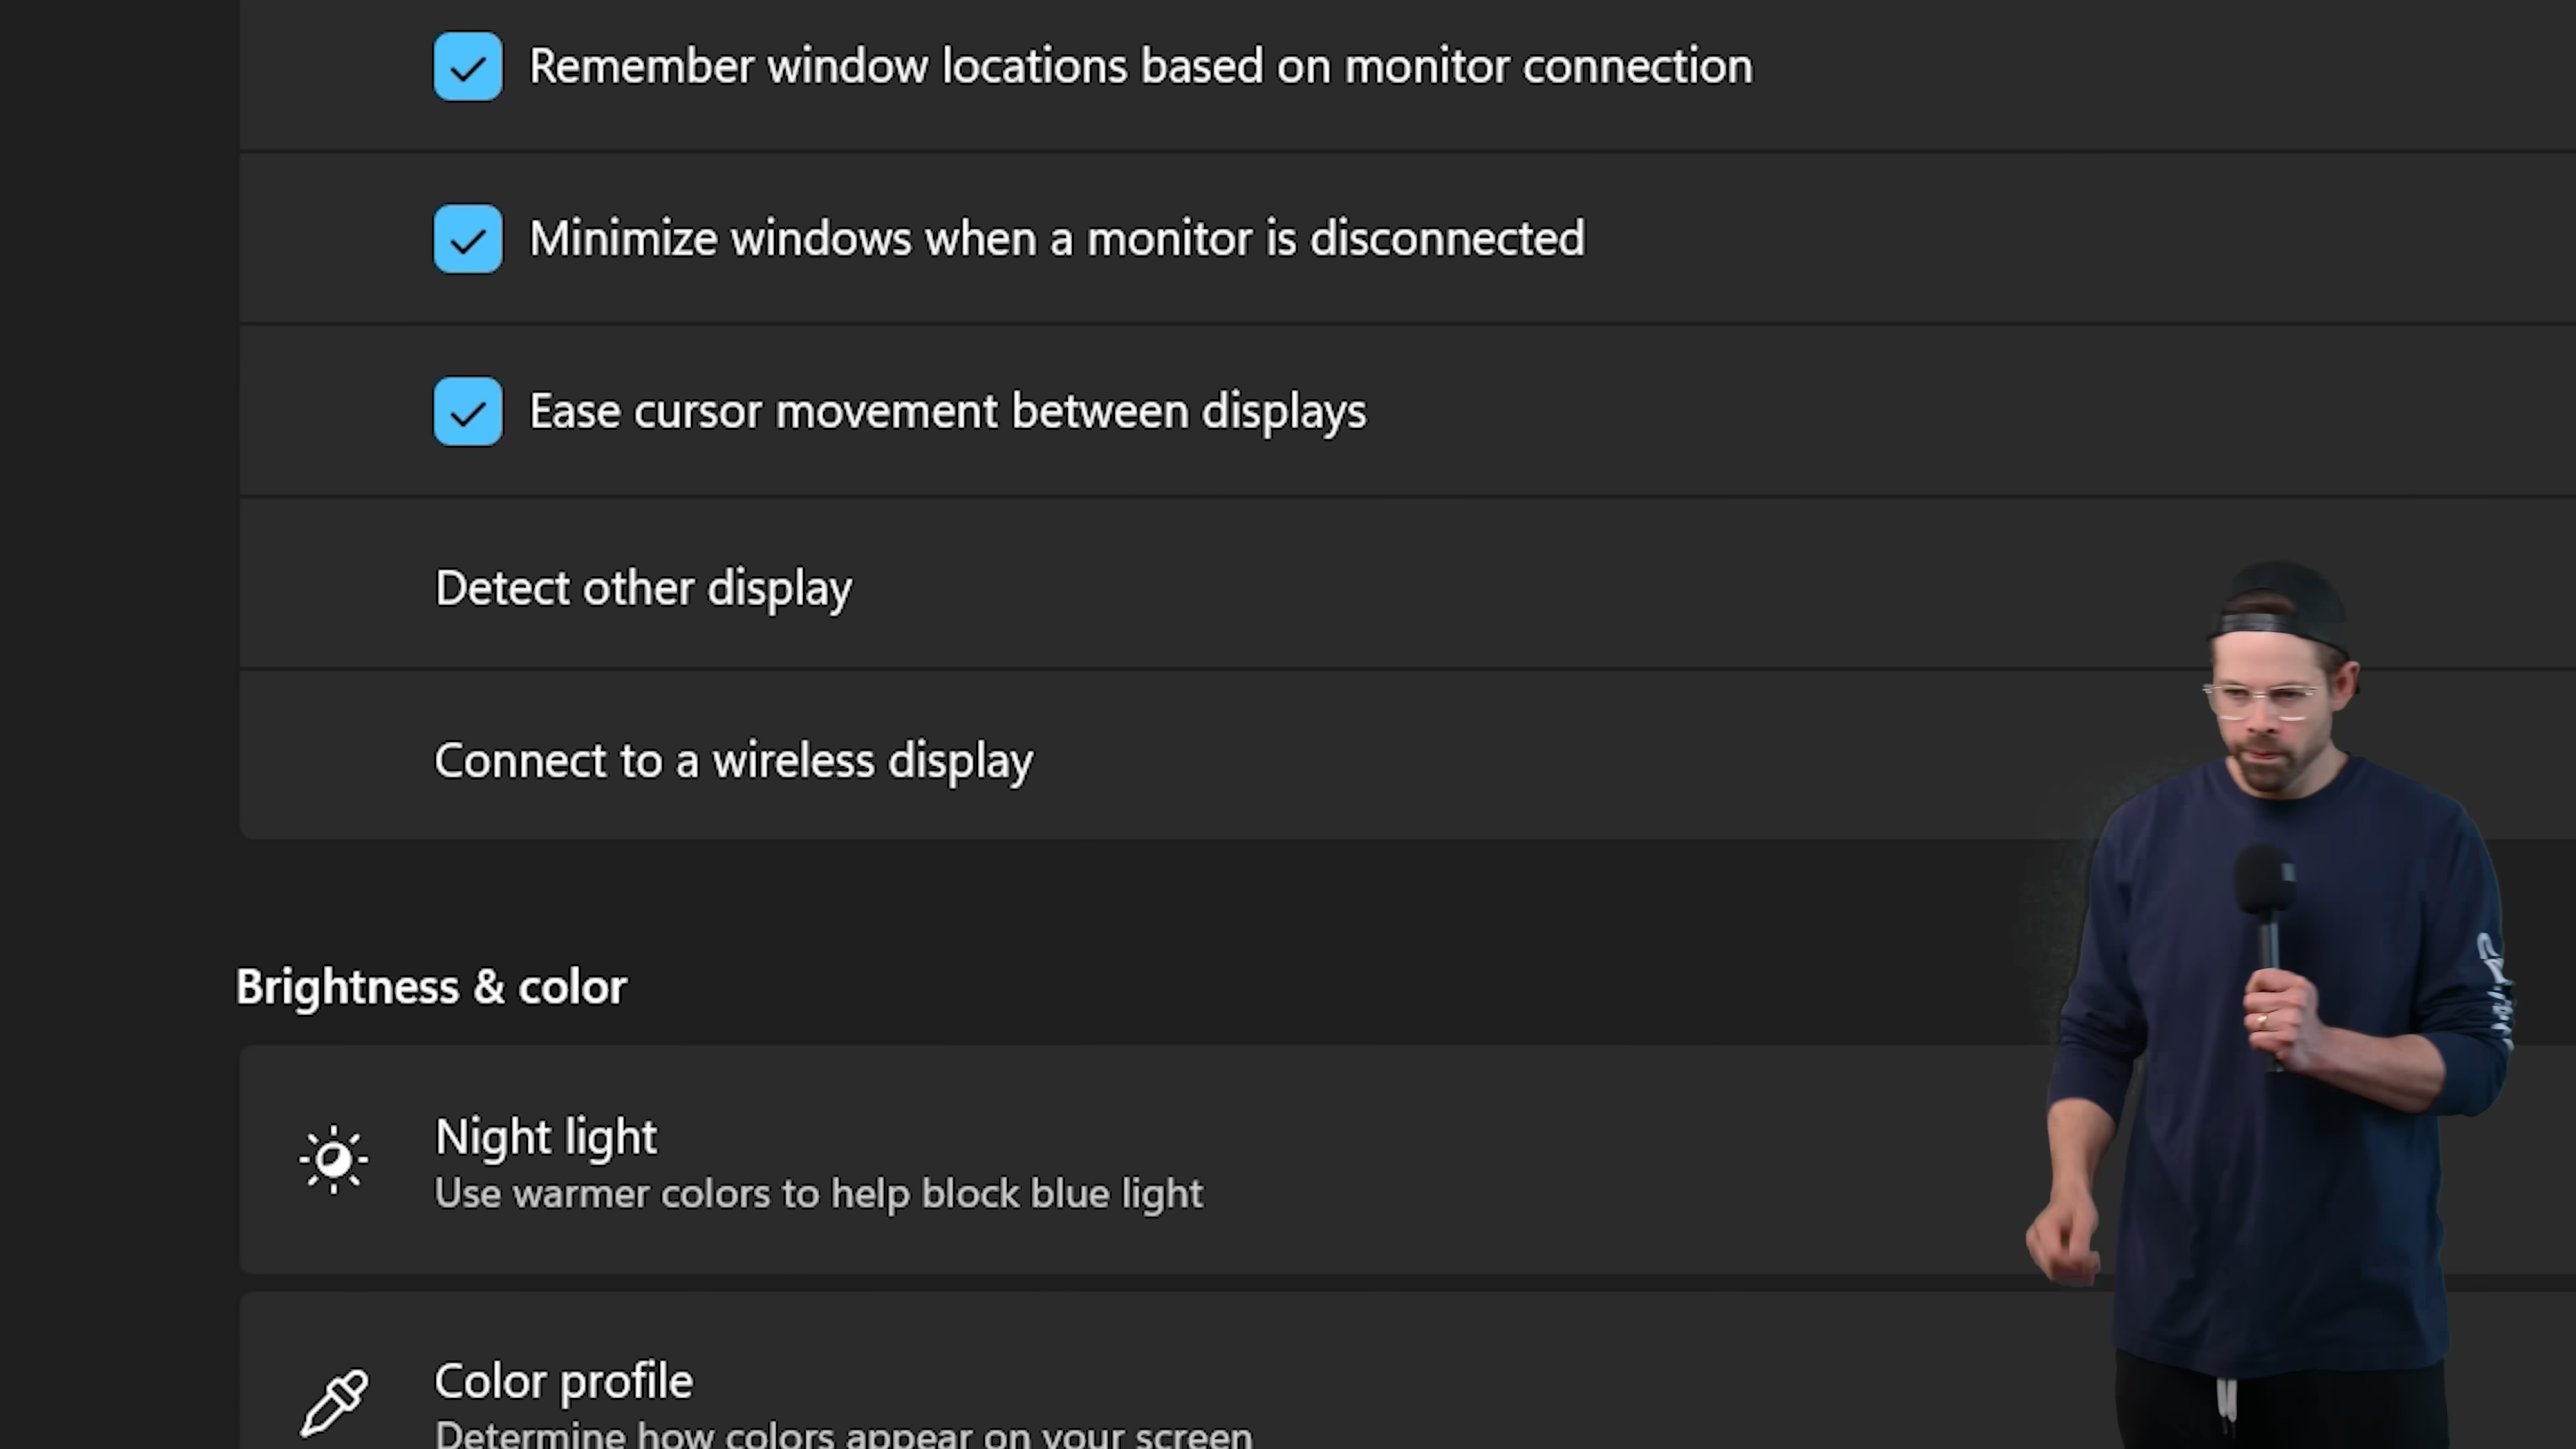 Remember window locations based on monitor connection
Minimize windows when a monitor is disconnected
Ease cursor movement between displays
Detect other display
Connect to a wireless display
Brightness & color
Night light
Use warmer colors to help block blue light
Color profile
Determine how colors appear on your screen